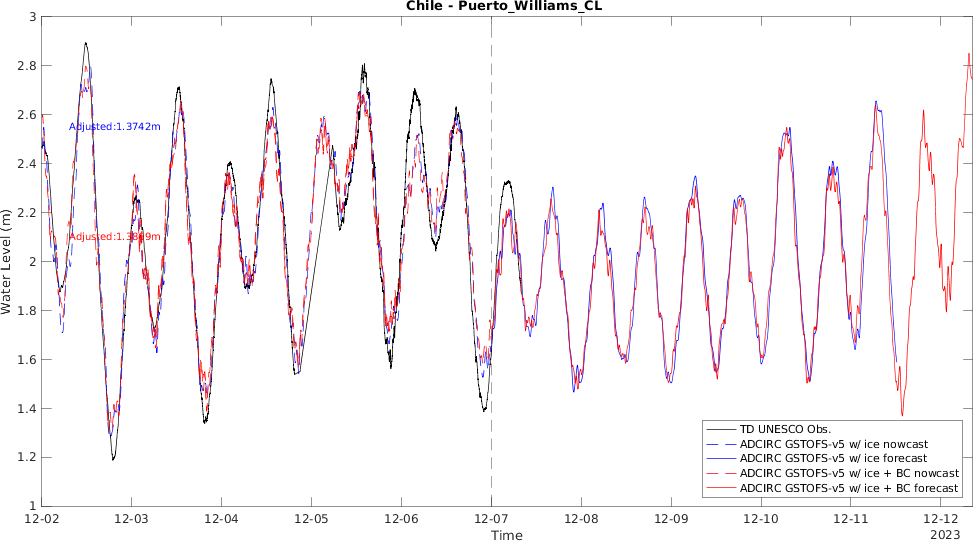 Chile - Puerto_Williams_CL
3
2.8
2.6
2.4
2.2
2
1.8
1.6
1.4
1.2
1
Water Level (m)
Adjusted:1.3742m
TD UNESCO Obs.
ADCIRC GSTOFS-v5 w/ ice nowcast
ADCIRC GSTOFS-v5 w/ ice forecast
ADCIRC GSTOFS-v5 w/ ice + BC nowcast
ADCIRC GSTOFS-v5 w/ ice + BC forecast
12-02 12-03 12-04 12-05 12-06 12-07 12-08 12-09 12-10 12-11 12-12
Time
2023